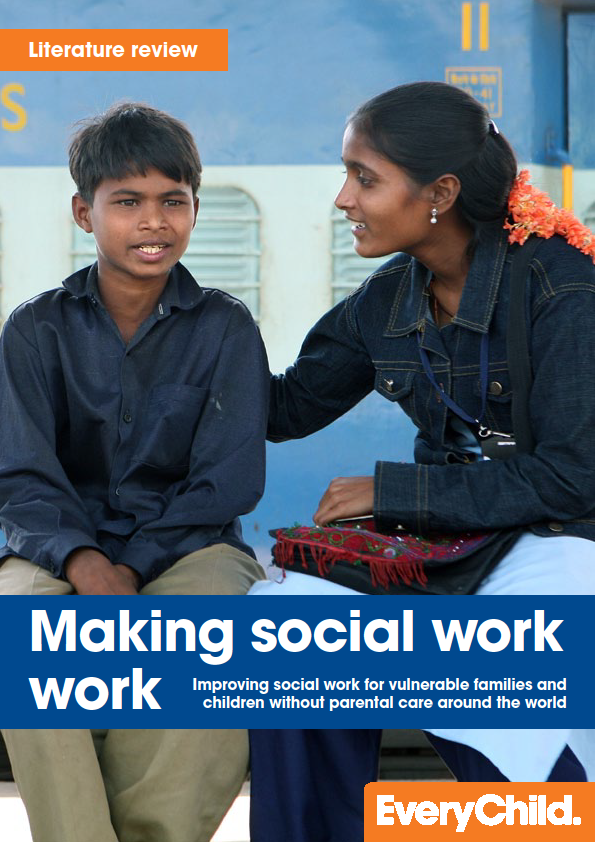 Literature review
S
Making social work
work
Improving social work for vulnerable families and
children without parental care around the world
EveryChild.